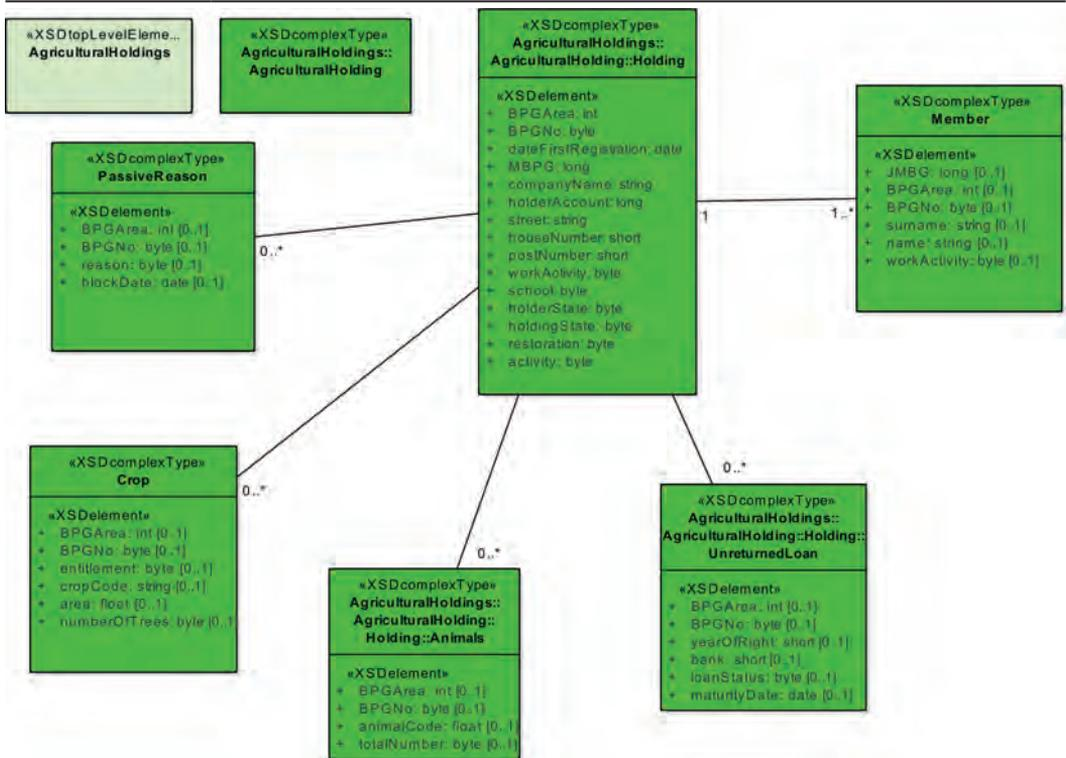 «XSDtopLevelEleme...
AgriculturalHoldings
«XSDcomplexType»
AgriculturalHoldings::
AgriculturalHolding
«XSDcomplexType»
AgriculturalHoldings::
AgriculturalHolding::Holding
«XSDelement»
+ BPGArea: int
+ BPGNo: byte
+ dateFirstRegistration: date
+ MBPG: long
+ companyName: string
+ holderAccount: long
+ street: string
+ houseNumber: short
+ postNumber: short
+ workActivity: byte
+ school: byte
+ holderState: byte
+ holdingState: byte
+ restoration: byte
+ activity: byte
«XSDcomplexType»
Member
«XSDelement»
+ JMBG: long [0..1]
+ BPGArea: int [0..1]
+ BPGNo: byte [0..1]
+ surname: string [0..1]
+ name: string [0..1]
+ workActivity: byte [0..1]
1
1..*
«XSDcomplexType»
PassiveReason
«XSDelement»
+ BPGArea: int [0..1]
+ BPGNo: byte [0..1]
+ reason: byte [0..1]
+ blockDate: date [0..1]
0..*
«XSDcomplexType»
Crop
«XSDelement»
+ BPGArea: int [0..1]
+ BPGNo: byte [0..1]
+ entitlement: byte [0..1]
+ cropCode: string [0..1]
+ area: float [0..1]
+ numberOfTrees: byte [0..1
0..*
0..*
«XSDcomplexType»
AgriculturalHoldings::
AgriculturalHolding::
Holding::Animals
«XSDelement»
+ BPGArea: int [0..1]
+ BPGNo: byte [0..1]
+ animalCode: float [0..1]
+ totalNumber: byte [0..1]
0..*
«XSDcomplexType»
AgriculturalHoldings::
AgriculturalHolding::Holding::
UnreturnedLoan
«XSDelement»
+ BPGArea: int [0..1]
+ BPGNo: byte [0..1]
+ yearOfRight: short [0..1]
+ bank: short [0..1]
+ loanStatus: byte [0..1]
+ maturityDate: date [0..1]